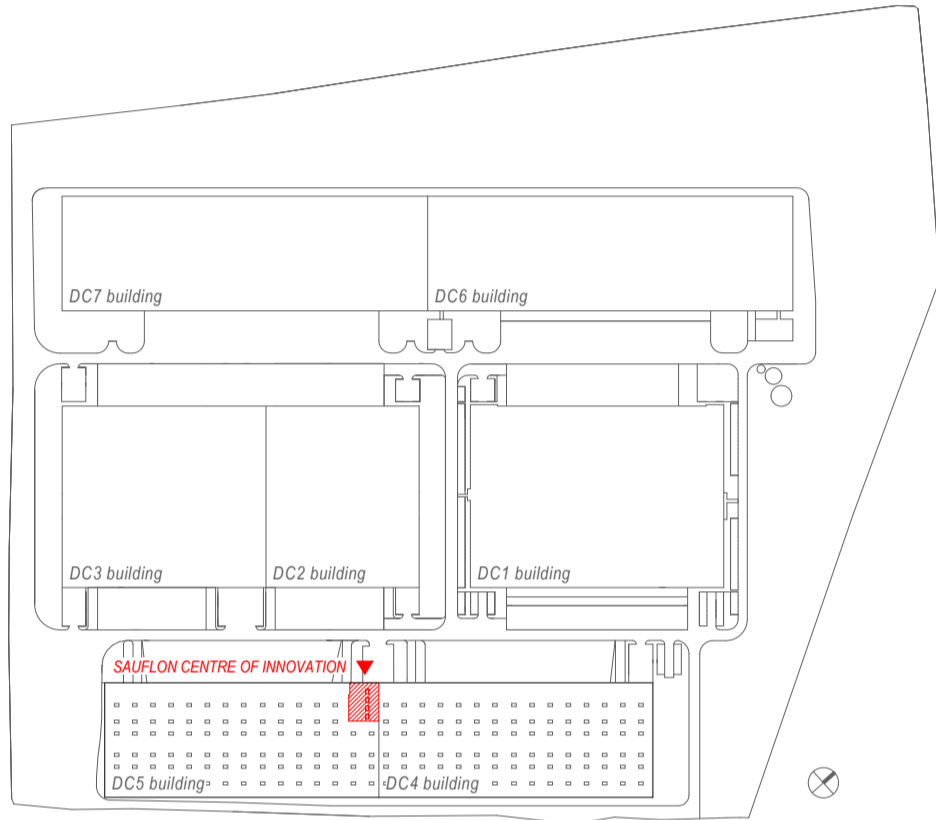 DC7 building
DC6 building
DC3 building
DC2 building
DC1 building
SAUFLON CENTRE OF INNOVATION
DC5 building
DC4 building